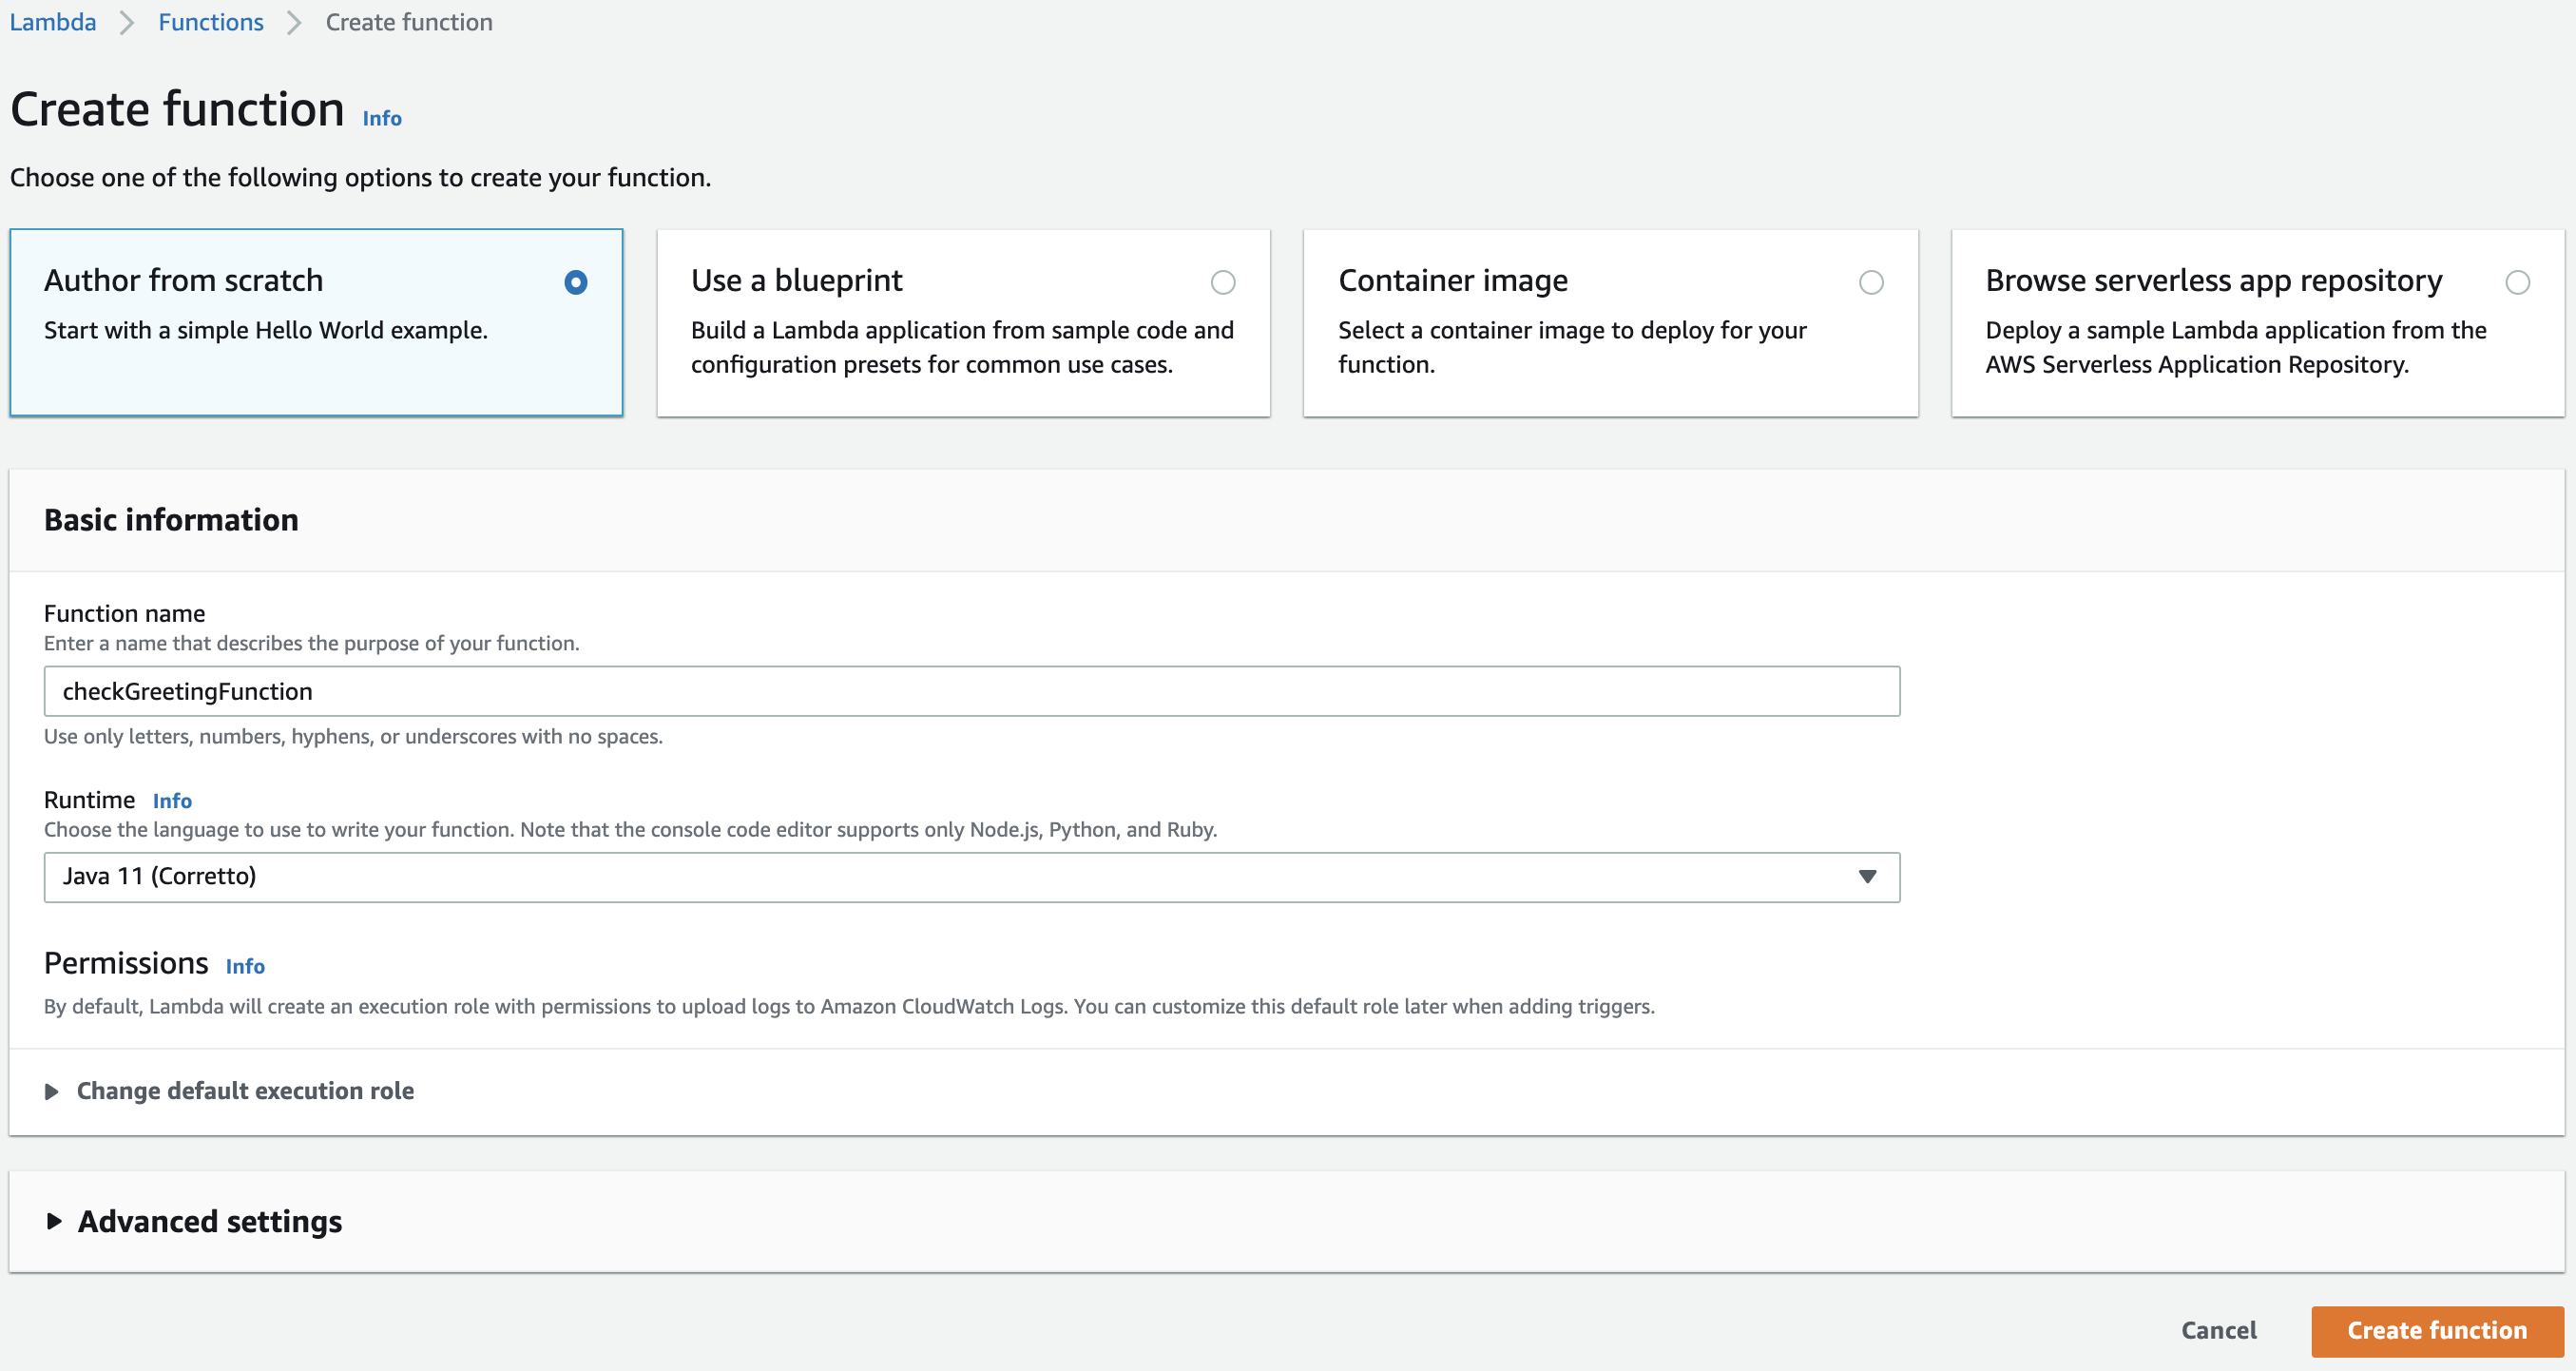 Lambda > Functions > Create function
Create function Info
Choose one of the following options to create your function.
Author from scratch
Start with a simple Hello World example.
Use a blueprint
Build a Lambda application from sample code and
configuration presets for common use cases.
Container image
Select a container image to deploy for your
function.
Browse serverless app repository
Deploy a sample Lambda application from the
AWS Serverless Application Repository.
Basic information
Function name
Enter a name that describes the purpose of your function.
checkGreetingFunction
Use only letters, numbers, hyphens, or underscores with no spaces.
Runtime Info
Choose the language to use to write your function. Note that the console code editor supports only Node.js, Python, and Ruby.
Java 11 (Corretto)
Permissions Info
By default, Lambda will create an execution role with permissions to upload logs to Amazon CloudWatch Logs. You can customize this default role later when adding triggers.
Change default execution role
Advanced settings
Cancel
Create function